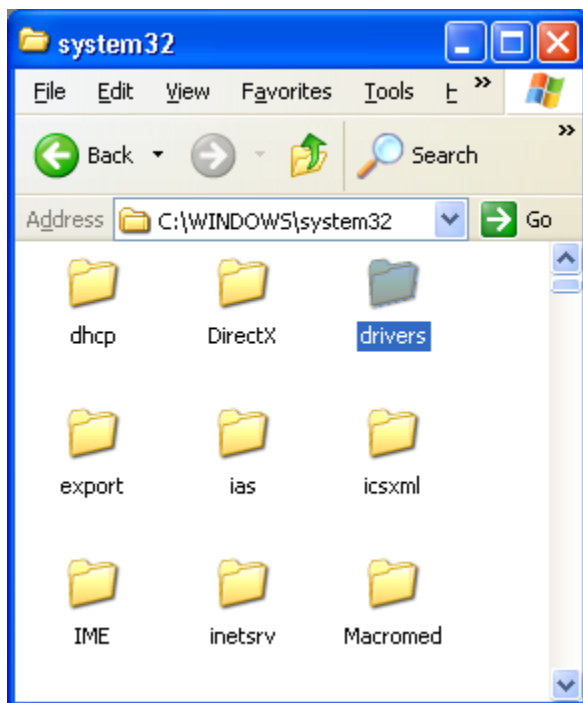 system32
File Edit View Favorites Tools »
Back Search »
Address C:\WINDOWS\system32 Go
dhcp DirectX drivers
export ias icsxml
IME inetsrv Macromed